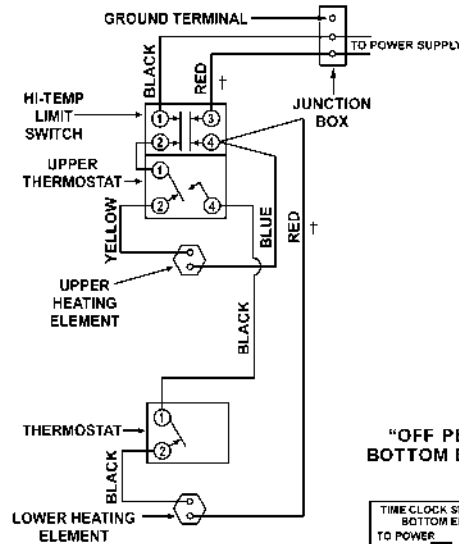 GROUND TERMINAL
TO POWER SUPPLY
BLACK
RED †
HI-TEMP
LIMIT
SWITCH
JUNCTION
BOX
1
3
2
4
UPPER
THERMOSTAT
1
2
4
YELLOW
BLUE
RED †
UPPER
HEATING
ELEMENT
BLACK
THERMOSTAT
1
2
BLACK
LOWER HEATING
ELEMENT
"OFF
BOTTOM
TIME CLOCK
BOTTOM
TO POWER